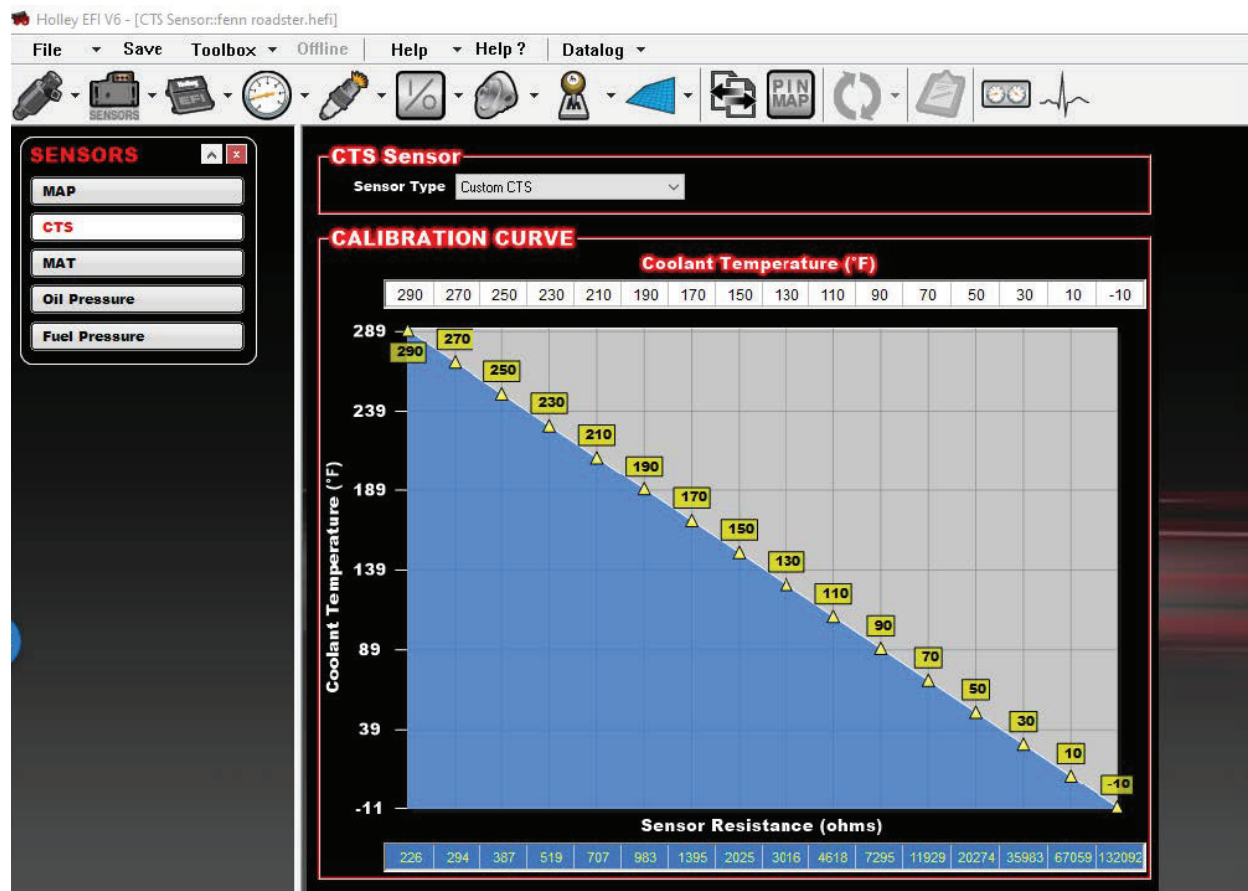 Holley EFI V6 - [CTS Sensor::fenn roadster.hefi]
File Save Toolbox Offline Help Help ? Datalog
SENSORS EFI I/O PIN MAP
SENSORS
MAP
CTS
MAT
Oil Pressure
Fuel Pressure
CTS Sensor
Sensor Type Custom CTS
CALIBRATION CURVE
Coolant Temperature (°F)
290 270 250 230 210 190 170 150 130 110 90 70 50 30 10 -10
Coolant Temperature (°F)
289
239
189
139
89
39
-11
290
270
250
230
210
190
170
150
130
110
90
70
50
30
10
-10
Sensor Resistance (ohms)
226 294 387 519 707 983 1395 2025 3016 4618 7295 11929 20274 35983 67059 132092